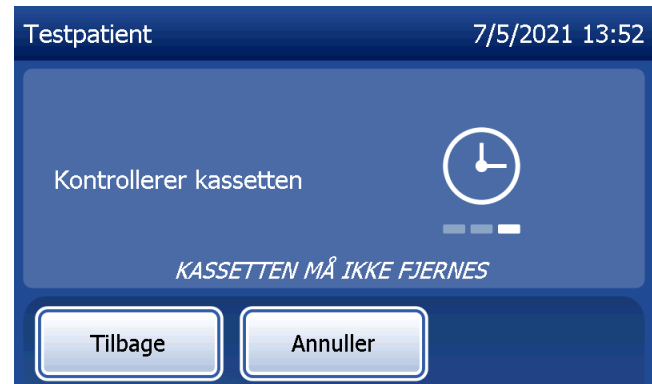 Testpatient 7/5/2021 13:52
Kontrollerer kassetten
KASSETTEN MÅ IKKE FJERNES
Tilbage Annuller